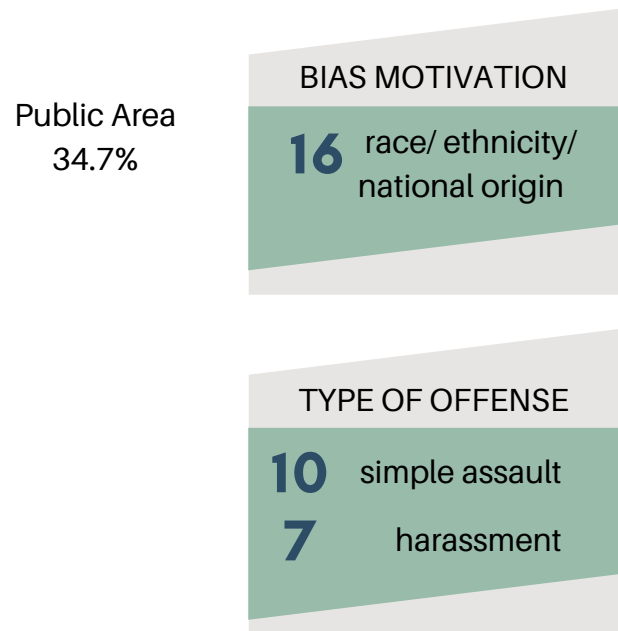 Public Area
34.7%
BIAS MOTIVATION
16 race/ ethnicity/
national origin
TYPE OF OFFENSE
10 simple assault
7 harassment